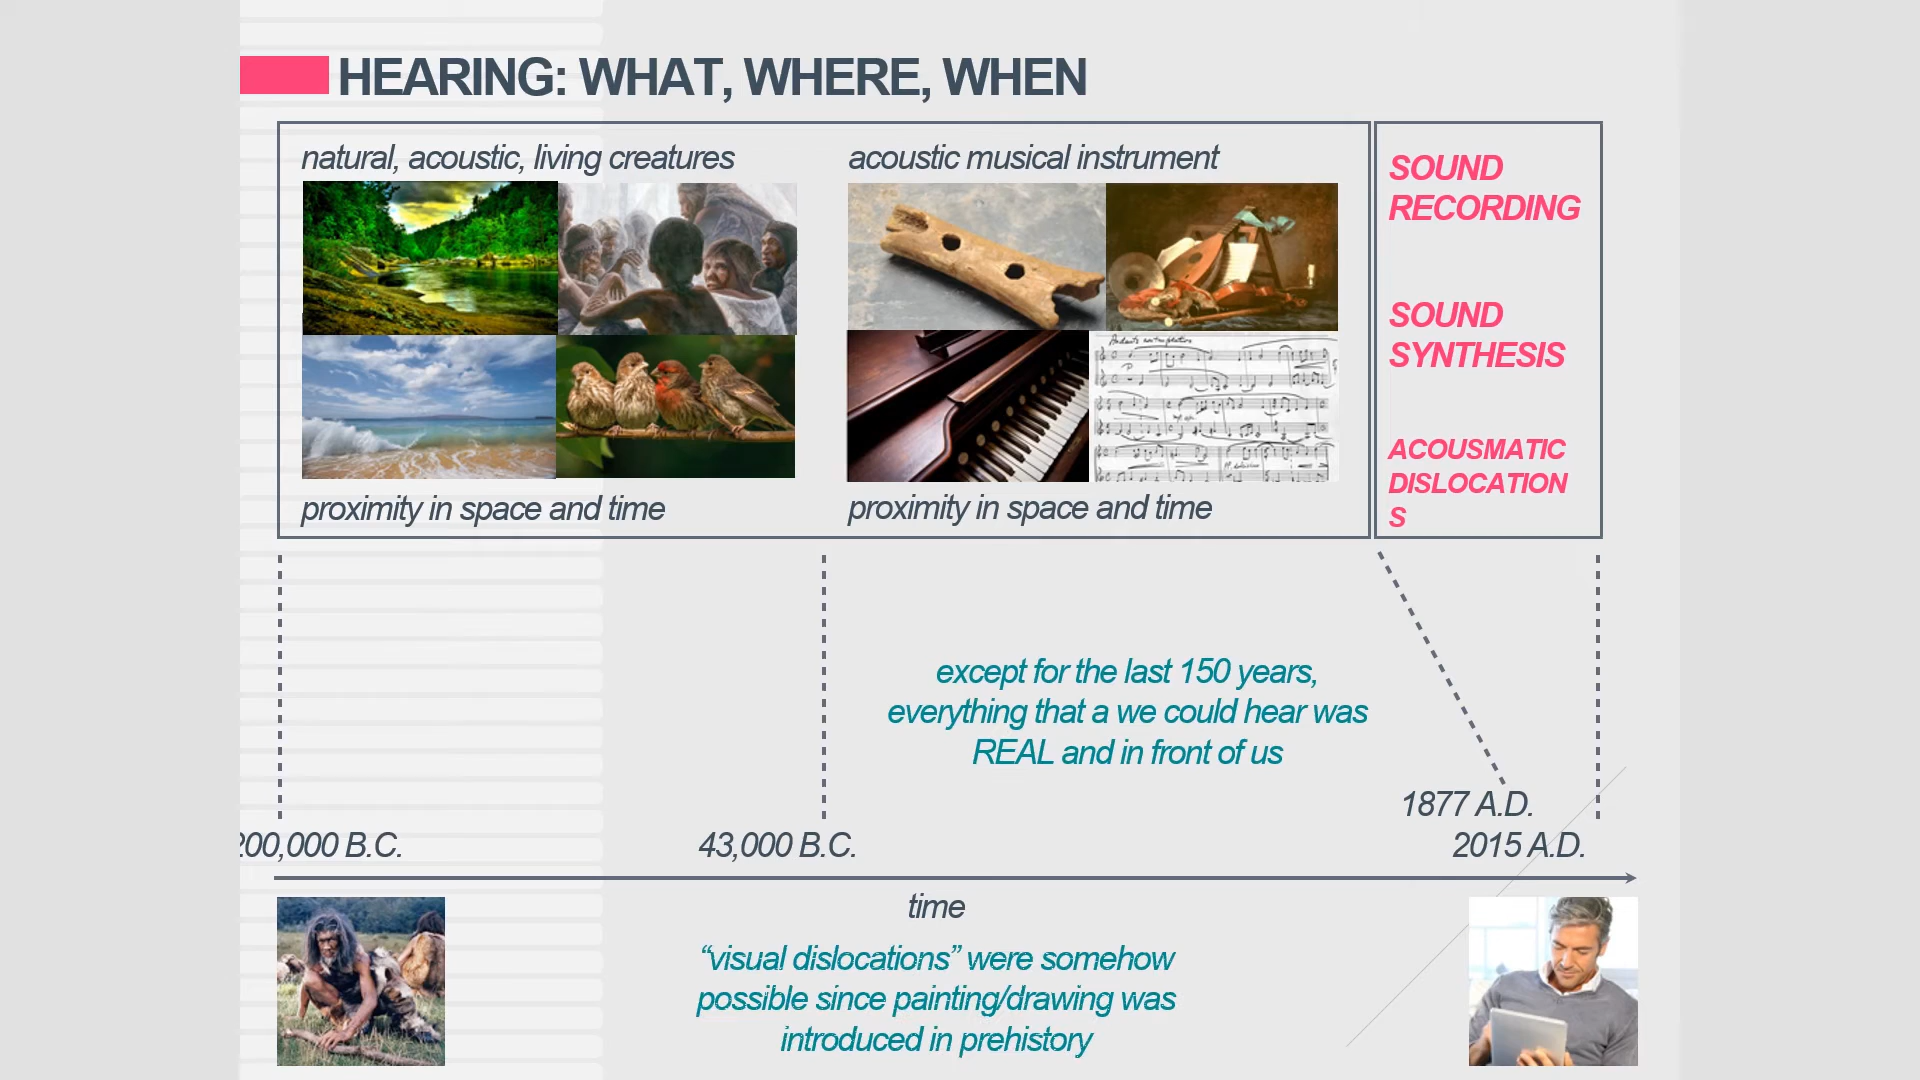 HEARING: WHAT, WHERE, WHEN
natural, acoustic, living creatures
acoustic musical instrument
proximity in space and time
proximity in space and time
SOUND
RECORDING
SOUND
SYNTHESIS
ACOUSMATIC
DISLOCATION
S
except for the last 150 years,
everything that a we could hear was
REAL and in front of us
1877 A.D.
200,000 B.C.
43,000 B.C.
2015 A.D.
time
“visual dislocations” were somehow
possible since painting/drawing was
introduced in prehistory